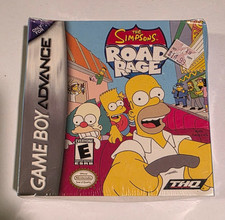 GAME BOY ADVANCE
THE
SIMPSONS
ROAD
RAGE
E
THQ